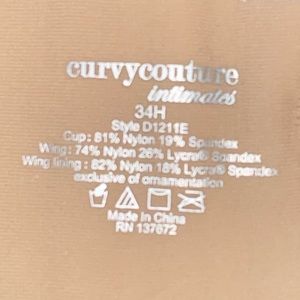 curvycouture
intimates
34H
Style D1211E
Cup : 81% Nylon 19% Spandex
Wing : 74% Nylon 26% Lycra® Spandex
Wing lining : 82% Nylon 18% Lycra® Spandex
exclusive of ornamentation
Made In China
RN 137672